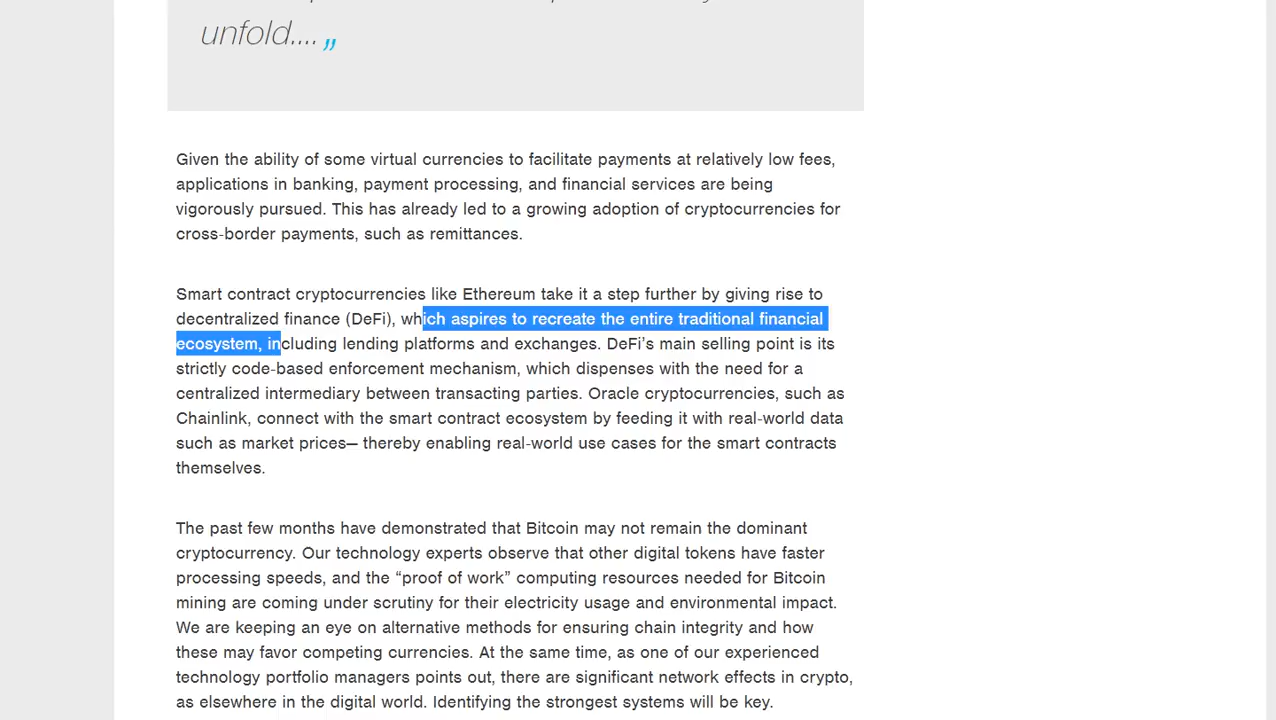 unfold....”
Given the ability of some virtual currencies to facilitate payments at relatively low fees,
applications in banking, payment processing, and financial services are being
vigorously pursued. This has already led to a growing adoption of cryptocurrencies for
cross-border payments, such as remittances.
Smart contract cryptocurrencies like Ethereum take it a step further by giving rise to
decentralized finance (DeFi), which aspires to recreate the entire traditional financial
ecosystem, including lending platforms and exchanges. DeFi’s main selling point is its
strictly code-based enforcement mechanism, which dispenses with the need for a
centralized intermediary between transacting parties. Oracle cryptocurrencies, such as
Chainlink, connect with the smart contract ecosystem by feeding it with real-world data
such as market prices— thereby enabling real-world use cases for the smart contracts
themselves.
The past few months have demonstrated that Bitcoin may not remain the dominant
cryptocurrency. Our technology experts observe that other digital tokens have faster
processing speeds, and the “proof of work” computing resources needed for Bitcoin
mining are coming under scrutiny for their electricity usage and environmental impact.
We are keeping an eye on alternative methods for ensuring chain integrity and how
these may favor competing currencies. At the same time, as one of our experienced
technology portfolio managers points out, there are significant network effects in crypto,
as elsewhere in the digital world. Identifying the strongest systems will be key.